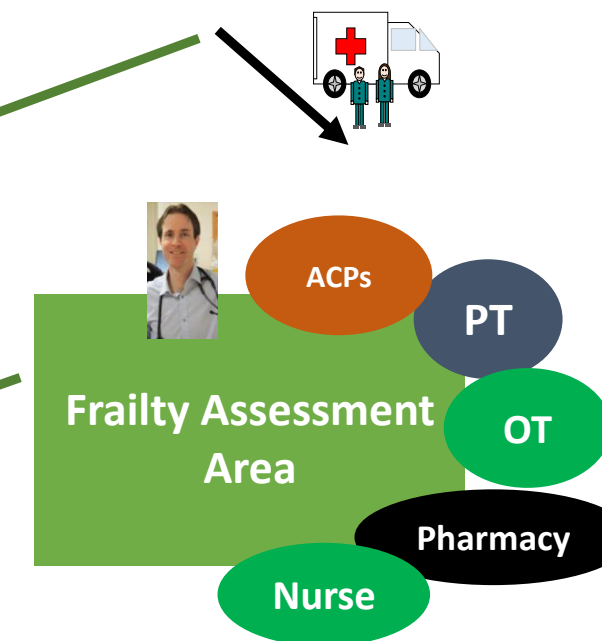 ACPs
PT
Frailty Assessment
Area
OT
Pharmacy
Nurse